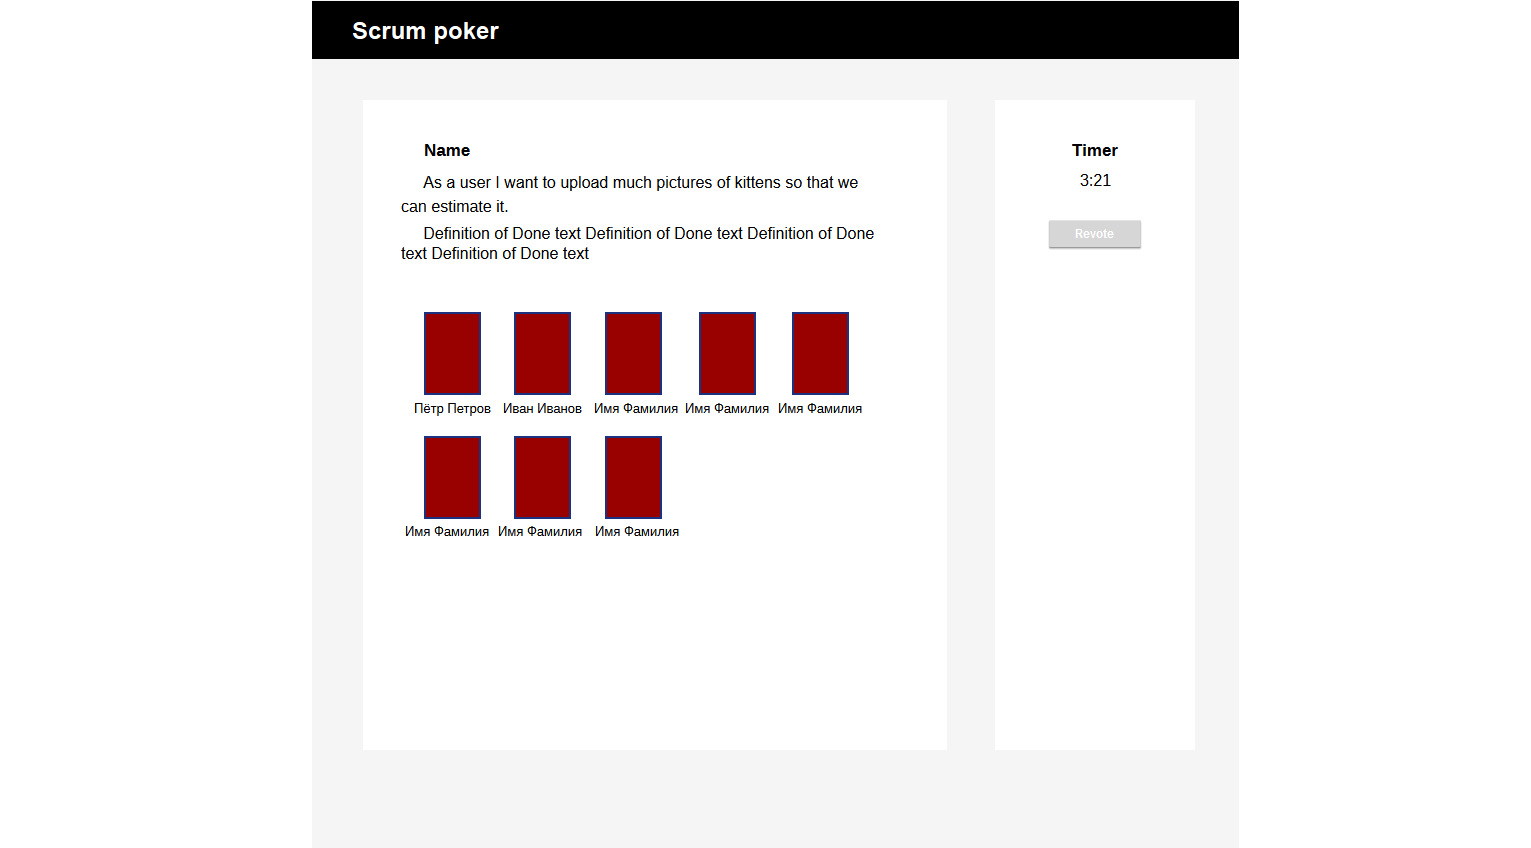 Scrum poker
Name
As a user I want to upload much pictures of kittens so that we
can estimate it.
Definition of Done text Definition of Done text Definition of Done
text Definition of Done text
Пётр Петров
Иван Иванов
Имя Фамилия
Имя Фамилия
Имя Фамилия
Имя Фамилия
Имя Фамилия
Имя Фамилия
Timer
3:21
Revote